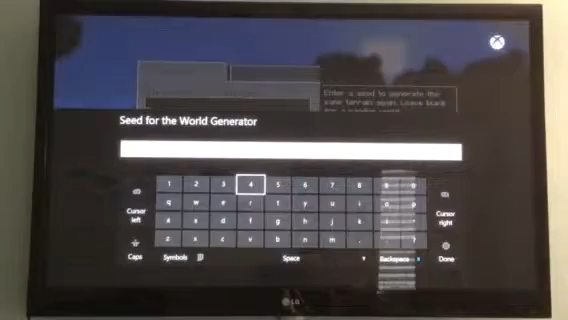 Enter a seed to generate the
same terrain again. Leave blank
Seed for the World Generator
1 2 3 4 5 6 7 8 9 0
q w e r t y u i o p
Cursor left
a s d f g h j k l
Cursor right
z x c v b n m . ?
Caps Symbols Space Backspace Done
LG